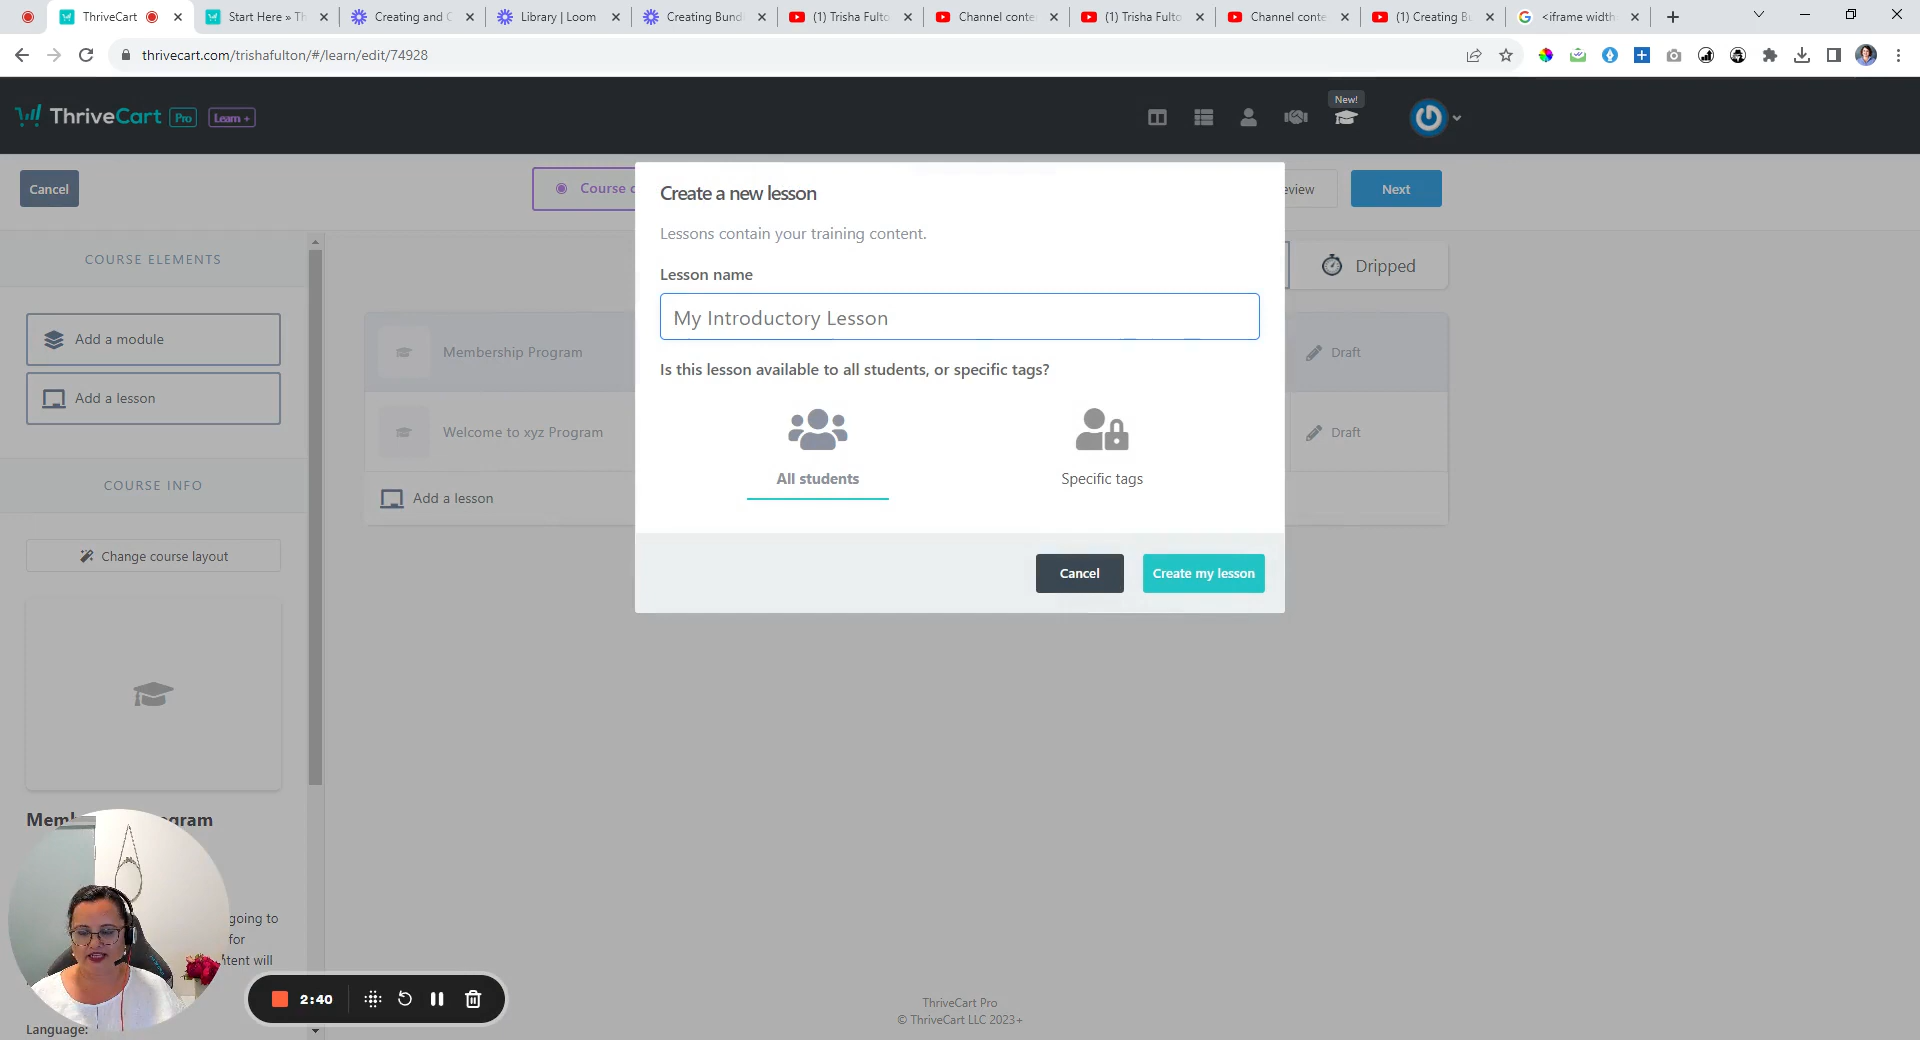 ThriveCart
Start Here » Th
Creating and C
Library | Loom
Creating Bund
(1) Trisha Fulto
Channel conte
(1) Trisha Fulto
Channel conte
(1) Creating Bu
<iframe width
thrivecart.com/trishafulton/#/learn/edit/74928
ThriveCart Pro Learn +
New!
Cancel
Course c
eview
Next
Create a new lesson
Lessons contain your training content.
Lesson name
My Introductory Lesson
Is this lesson available to all students, or specific tags?
All students
Specific tags
Cancel
Create my lesson
COURSE ELEMENTS
Add a module
Add a lesson
COURSE INFO
Change course layout
Dripped
Membership Program
Draft
Welcome to xyz Program
Draft
Add a lesson
Mem
gram
going to
for
ntent will
Language:
2:40
ThriveCart Pro
© ThriveCart LLC 2023+